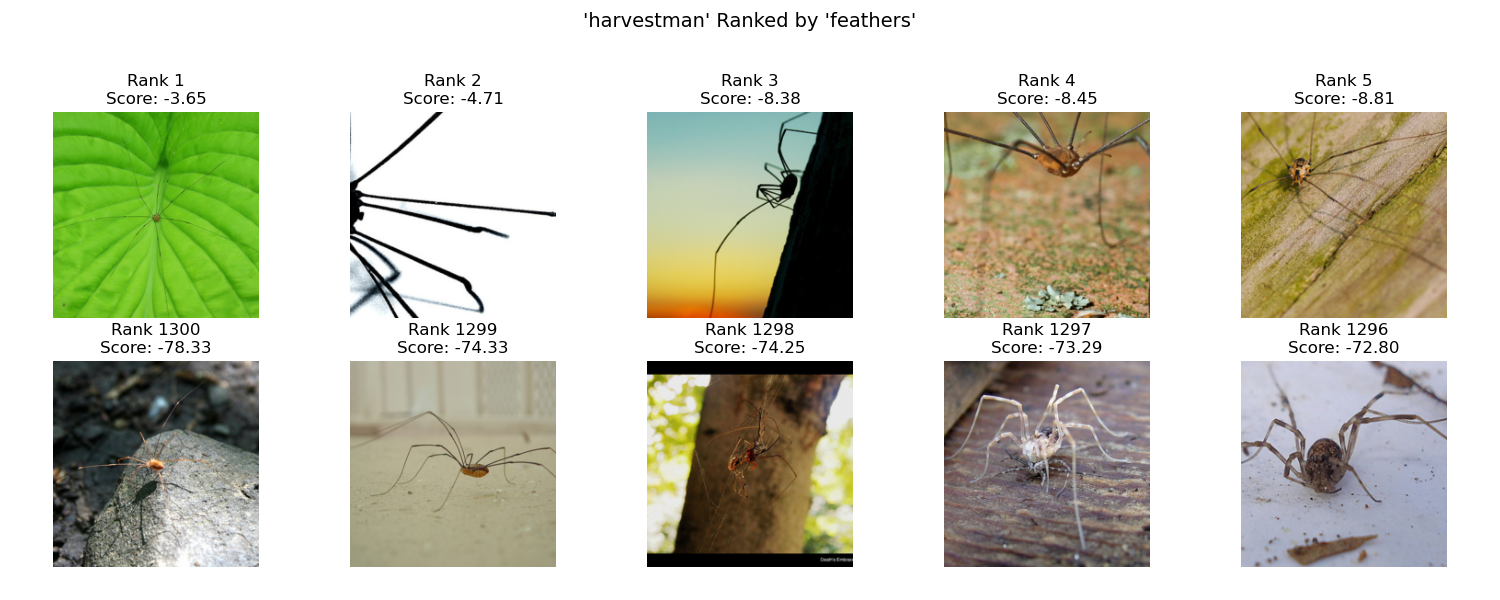 'harvestman' Ranked by 'feathers'
Rank 1
Score: -3.65
Rank 2
Score: -4.71
Rank 3
Score: -8.38
Rank 4
Score: -8.45
Rank 5
Score: -8.81
Rank 1300
Score: -78.33
Rank 1299
Score: -74.33
Rank 1298
Score: -74.25
Rank 1297
Score: -73.29
Rank 1296
Score: -72.80